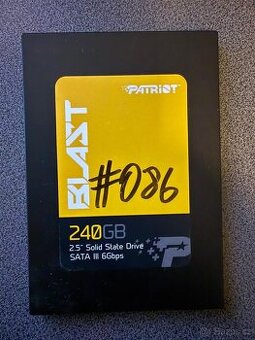 PATRIOT
BLAST
#086
240GB
2.5" Solid State Drive
SATA III 6Gbps